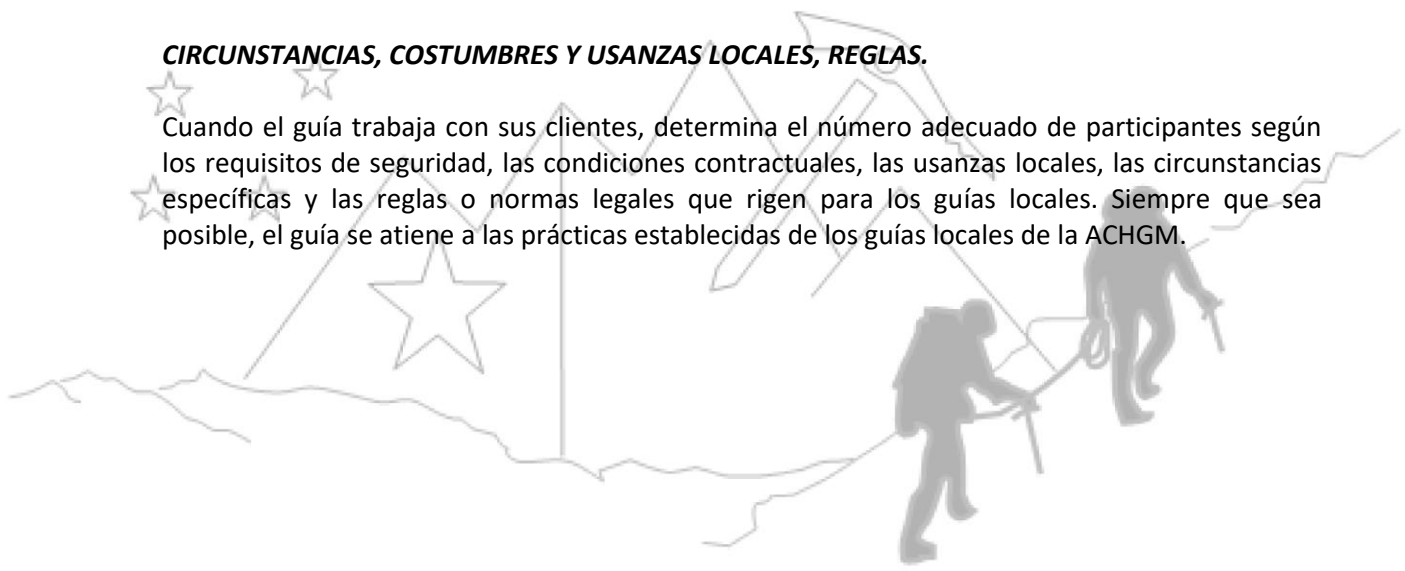 CIRCUNSTANCIAS, COSTUMBRES Y USANZAS LOCALES, REGLAS.
Cuando el guía trabaja con sus clientes, determina el número adecuado de participantes según
los requisitos de seguridad, las condiciones contractuales, las usanzas locales, las circunstancias
específicas y las reglas o normas legales que rigen para los guías locales. Siempre que sea
posible, el guía se atiene a las prácticas establecidas de los guías locales de la ACHGM.